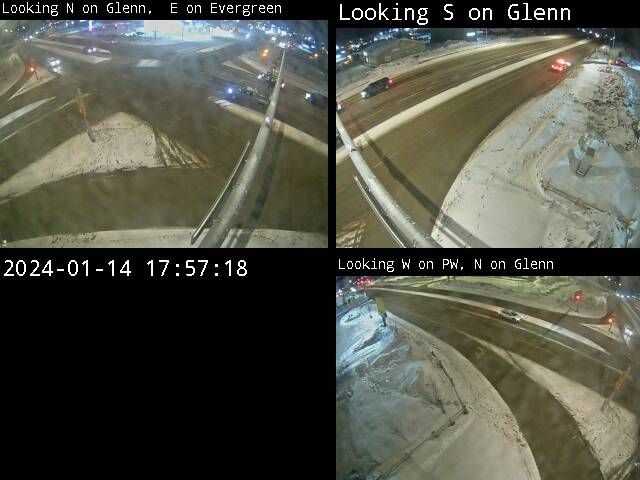 Looking N on Glenn,  E on Evergreen
Looking S on Glenn
2024-01-14 17:57:18
Looking W on PW, N on Glenn